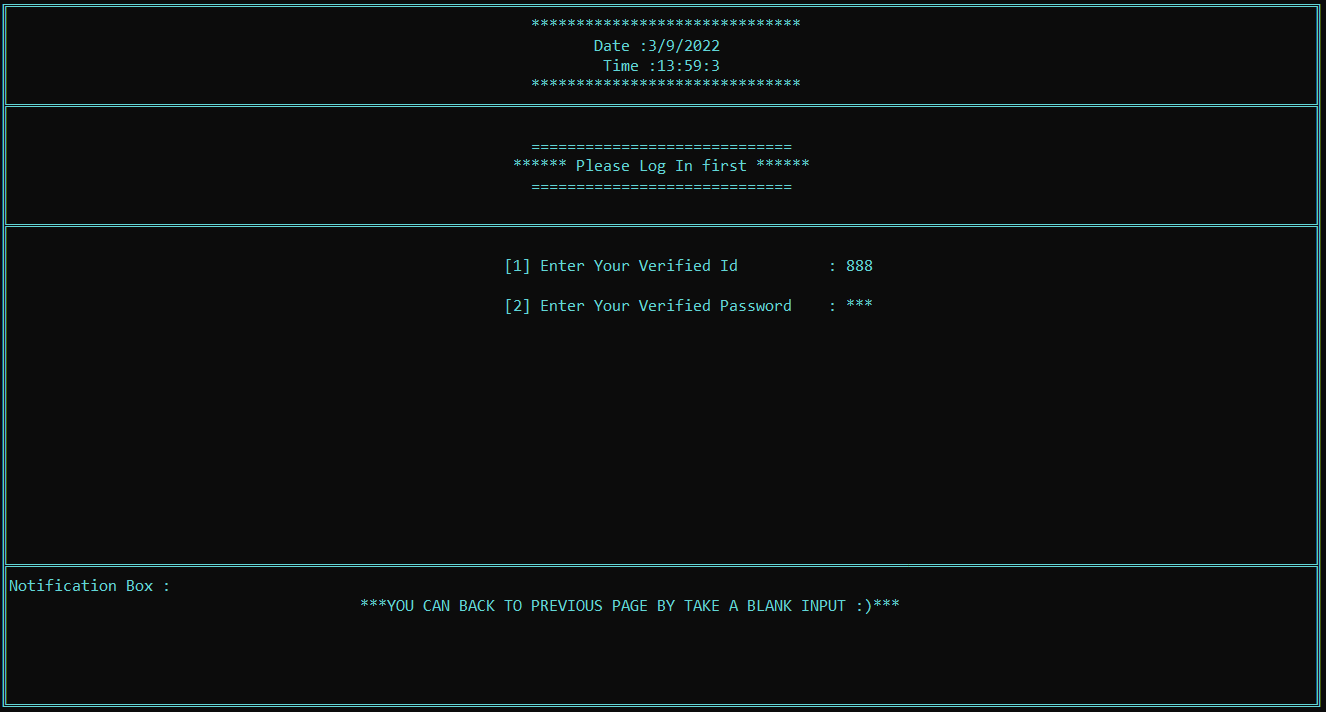 ******************************
Date :3/9/2022
Time :13:59:3
******************************
=============================
****** Please Log In first ******
=============================
[1] Enter Your Verified Id : 888
[2] Enter Your Verified Password : ***
Notification Box :
***YOU CAN BACK TO PREVIOUS PAGE BY TAKE A BLANK INPUT :)***